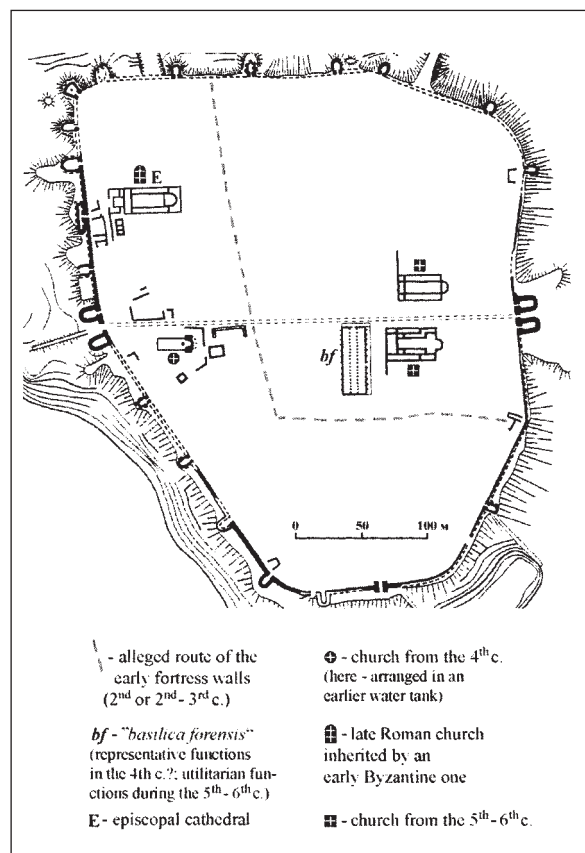 E
bf
0 50 100 м
- alleged route of the
early fortress walls
(2nd or 2nd - 3rd c.)
bf - "basilica forensis"
(representative functions
in the 4th c.?; utilitarian fun-
ctions during the 5th - 6th c.)
E - episcopal cathedral
- church from the 4th c.
(here - arranged in an
earlier water tank)
- late Roman church
inherited by an
early Byzantine one
- church from the 5th - 6th c.